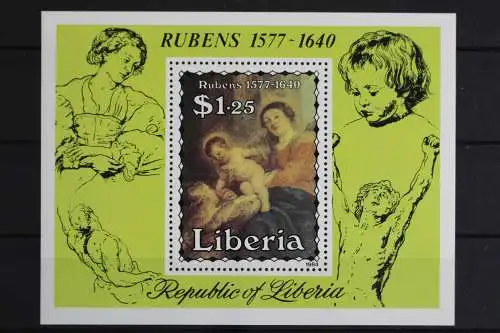 RUBENS 1577-1640
Rubens 1577-1640
$1·25
Liberia
1984
Republic of Liberia